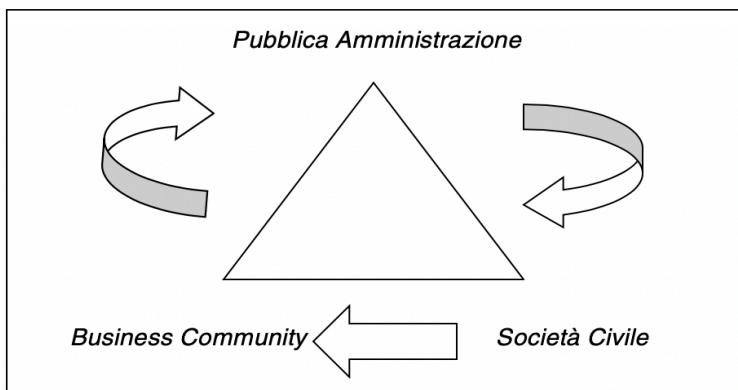 Pubblica Amministrazione
Business Community
Società Civile